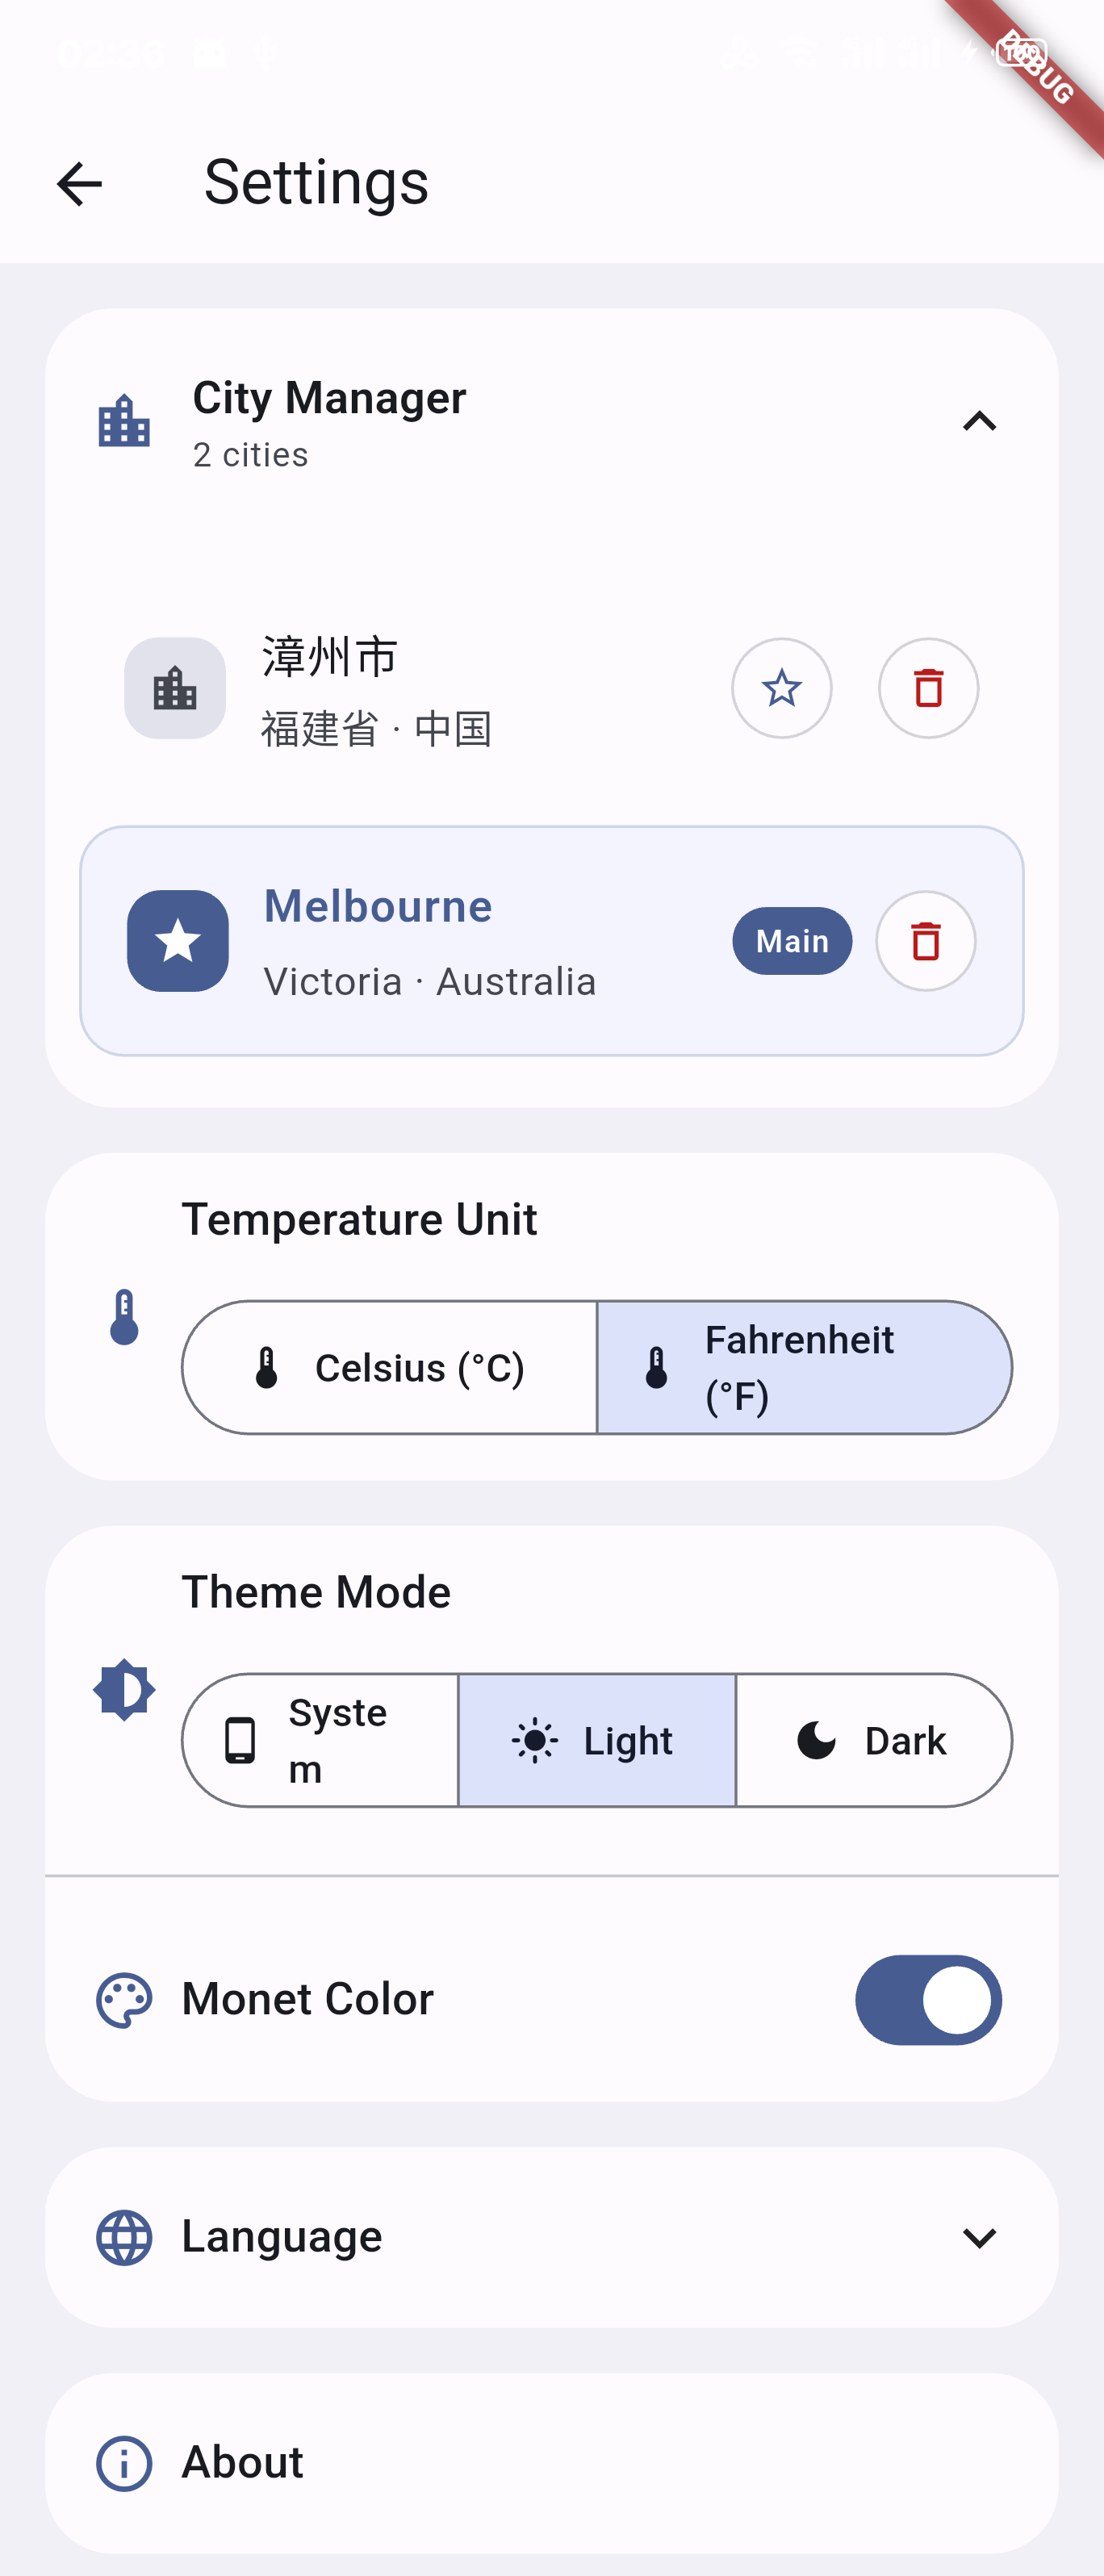 02:36
DEBUG
Settings
City Manager
2 cities
漳州市
福建省 · 中国
Melbourne
Victoria · Australia
Main
Temperature Unit
Celsius (°C)
Fahrenheit
(°F)
Theme Mode
Syste
m
Light
Dark
Monet Color
Language
About